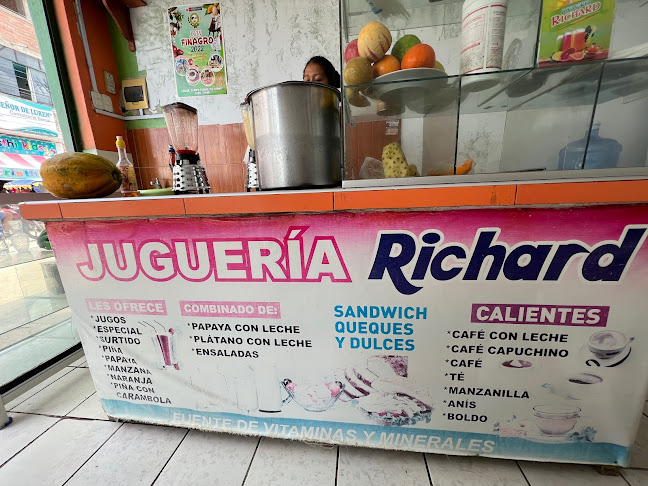 FINAGRO
2022
RICHARD
SEÑOR DE LUREN
JUGUERÍA Richard
LES OFRECE
*JUGOS
*ESPECIAL
*SURTIDO
*PIÑA
*PAPAYA
*MANZANA
*NARANJA
*PIÑA CON
CARAMBOLA
COMBINADO DE:
*PAPAYA CON LECHE
*PLÁTANO CON LECHE
*ENSALADAS
SANDWICH
QUEQUES
Y DULCES
CALIENTES
*CAFÉ CON LECHE
*CAFÉ CAPUCHINO
*CAFÉ
*TÉ
*MANZANILLA
*ANÍS
*BOLDO
FUENTE DE VITAMINAS Y MINERALES